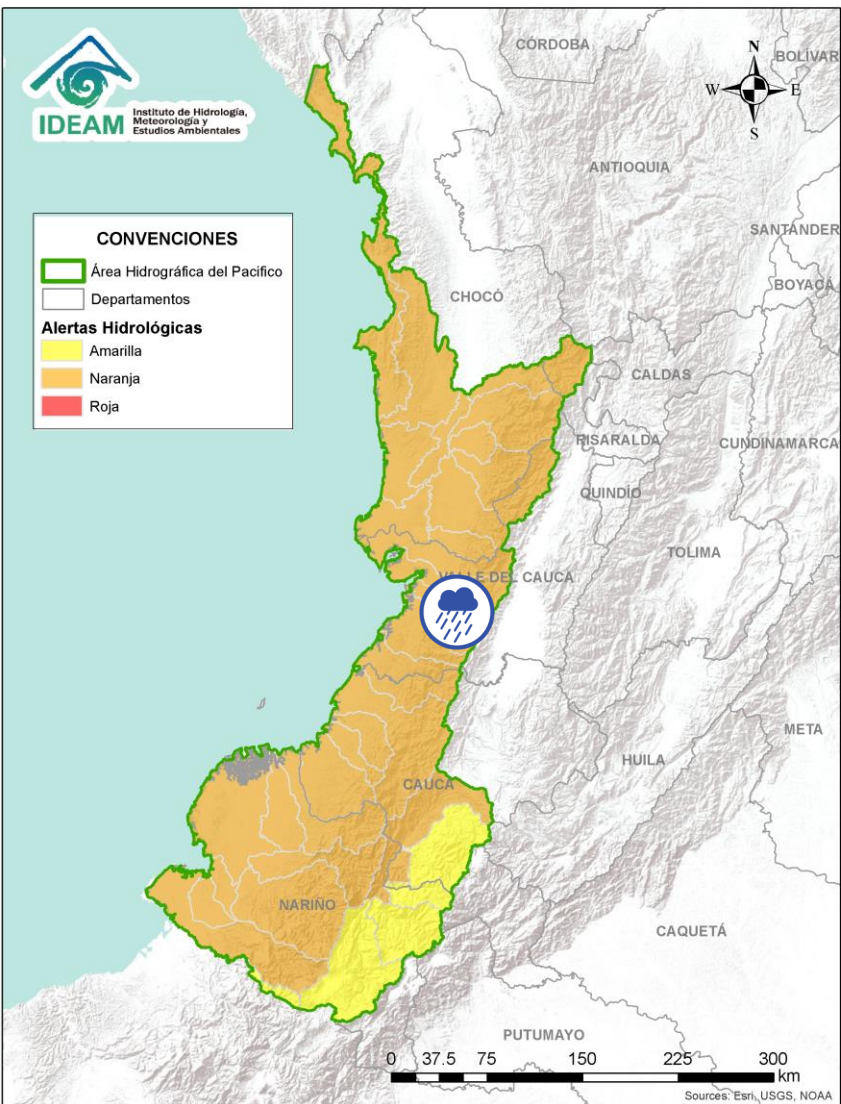 IDEAM
Instituto de Hidrología,
Meteorología y
Estudios Ambientales
CÓRDOBA
BOLÍVAR
N
W
E
S
ANTIOQUIA
SANTANDER
CONVENCIONES
Área Hidrográfica del Pacifico
Departamentos
Alertas Hidrológicas
Amarilla
Naranja
Roja
BOYACÁ
CHOCÓ
CALDAS
RISARALDA
CUNDINAMARCA
QUINDÍO
TOLIMA
VALLE DEL CAUCA
META
HUILA
CAUCA
NARIÑO
CAQUETÁ
PUTUMAYO
0 37.5 75 150 225 300
km
Sources: Esri, USGS, NOAA